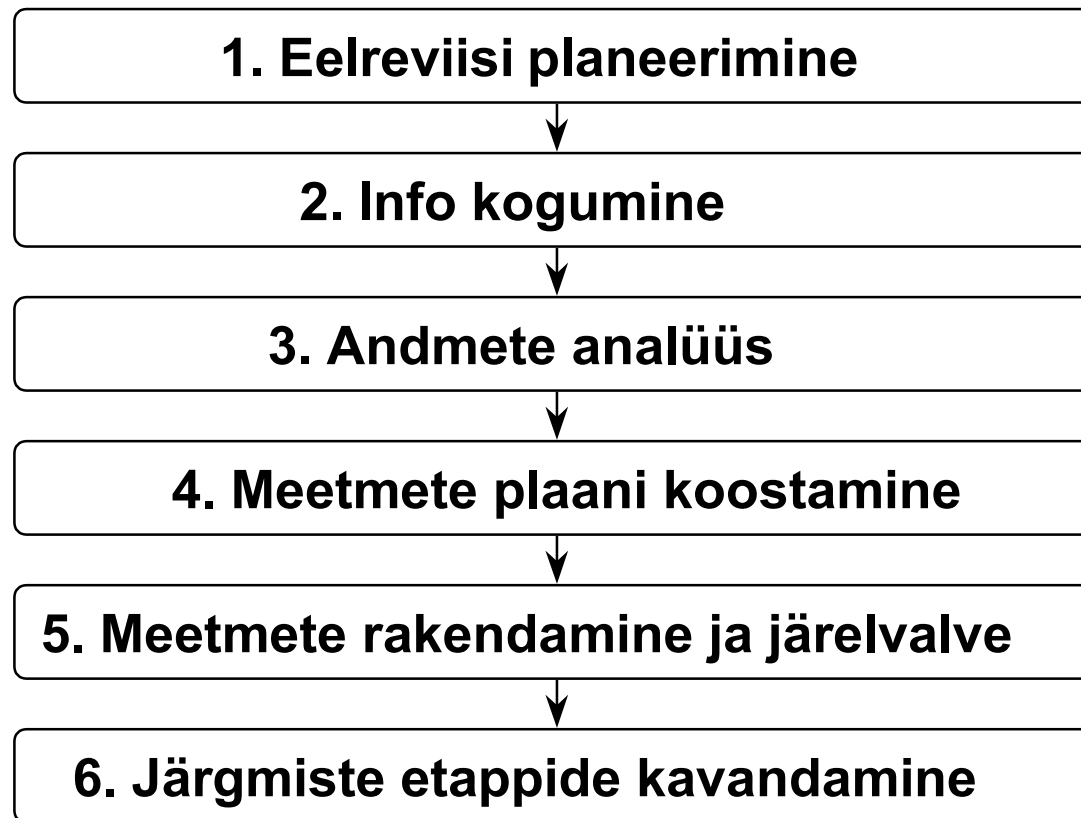 1. Eelreviisi planeerimine
2. Info kogumine
3. Andmete analüüs
4. Meetmete plaani koostamine
5. Meetmete rakendamine ja järelvalve
6. Järgmiste etappide kavandamine